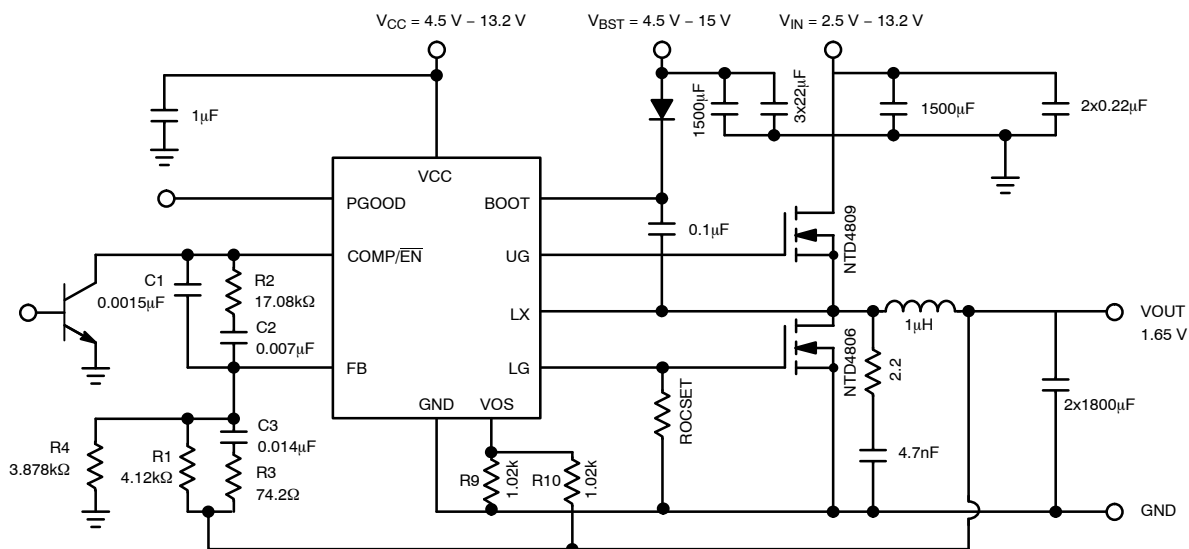 VCC = 4.5 V – 13.2 V
VBST = 4.5 V – 15 V
VIN = 2.5 V – 13.2 V
1μF
1500μF
3x22μF
1500μF
2x0.22μF
VCC
PGOOD
BOOT
0.1μF
NTD4809
COMP/EN
UG
C1
0.0015μF
R2
17.08kΩ
C2
0.007μF
LX
1μH
VOUT
1.65 V
FB
LG
NTD4806
2.2
2x1800μF
GND
VOS
ROCSET
C3
0.014μF
R4
3.878kΩ
R1
4.12kΩ
R3
74.2Ω
R9
1.02k
R10
1.02k
4.7nF
GND